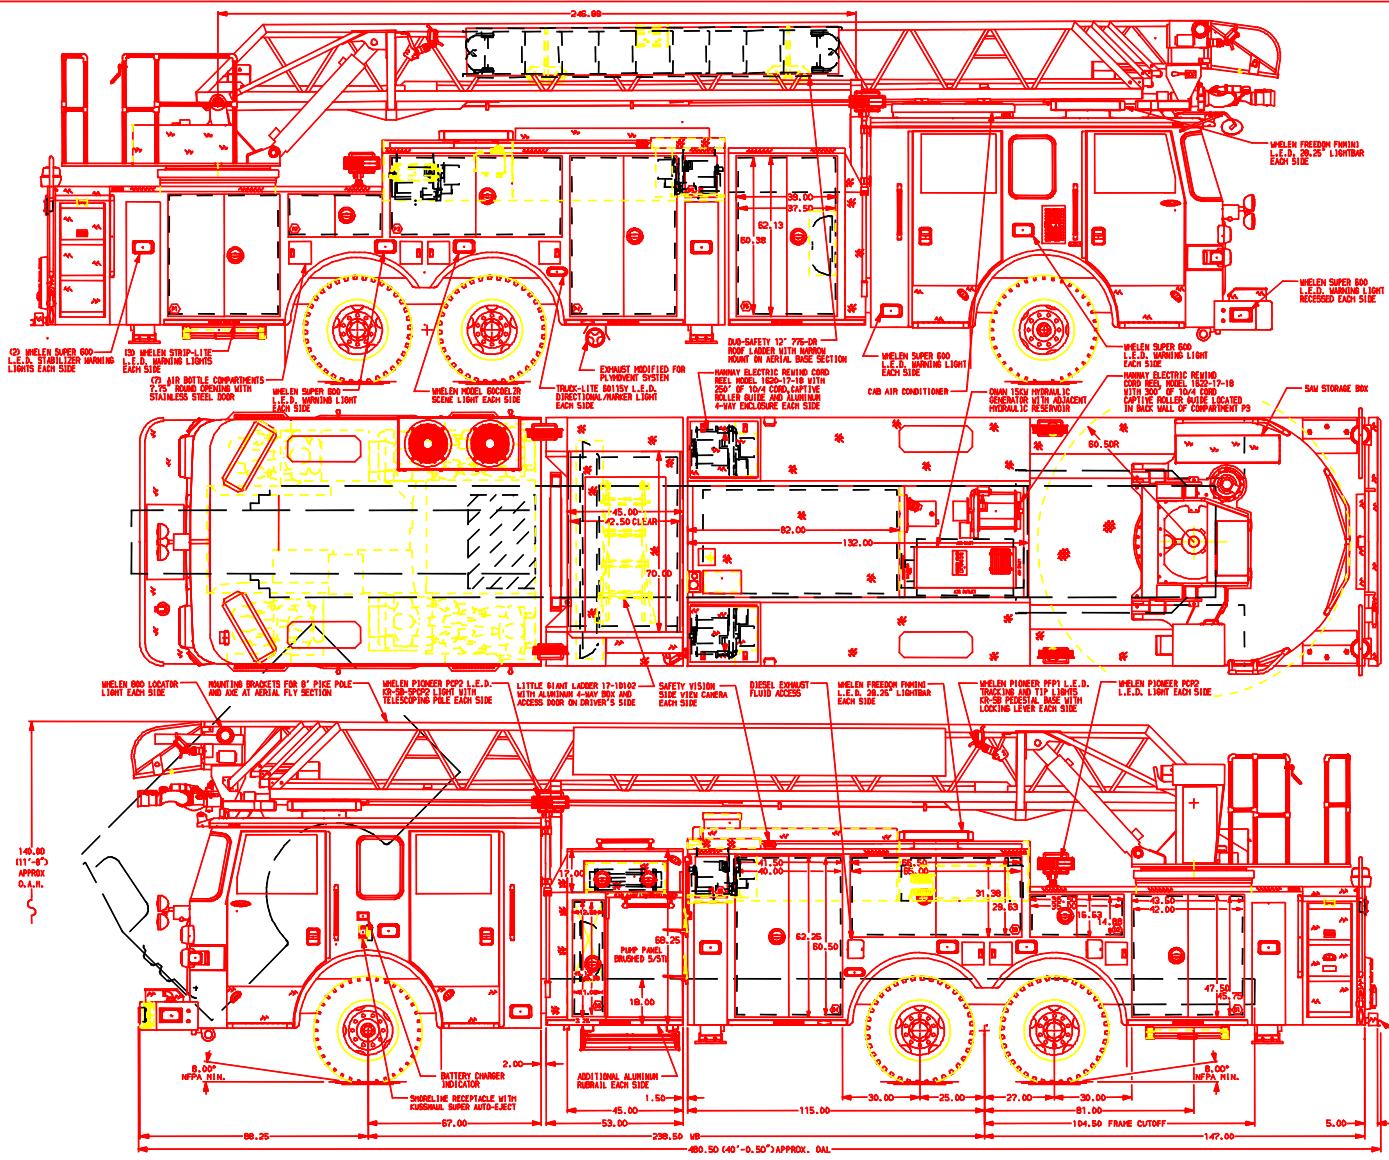 246.00
WHELEN FREEDOM FNMINI
L.E.D. 20.25" LIGHTBAR
EACH SIDE
39.00
37.50
62.13
60.38
WHELEN SUPER 600
L.E.D. WARNING LIGHT
RECESSED EACH SIDE
(2) WHELEN SUPER 600
L.E.D. STABILIZER WARNING
LIGHTS EACH SIDE
(3) WHELEN STRIP-LITE
L.E.D. WARNING LIGHTS
EACH SIDE
(7) AIR BOTTLE COMPARTMENTS
7.75" ROUND OPENING WITH
STAINLESS STEEL DOOR
WHELEN SUPER 600
L.E.D. WARNING LIGHT
EACH SIDE
WHELEN MODEL 60C0ELZR
SCENE LIGHT EACH SIDE
TRUCK-LITE 60115Y L.E.D.
DIRECTIONAL/MARKER LIGHT
EACH SIDE
EXHAUST MODIFIED FOR
PLYMOVENT SYSTEM
DUO-SAFETY 12' 775-DR
ROOF LADDER WITH NARROW
MOUNT ON AERIAL BASE SECTION
HANNAY ELECTRIC REWIND CORD
REEL MODEL 1620-17-18 WITH
250' OF 10/4 CORD, CAPTIVE
ROLLER GUIDE AND ALUMINUM
4-WAY ENCLOSURE EACH SIDE
WHELEN SUPER 600
L.E.D. WARNING LIGHT
EACH SIDE
CAB AIR CONDITIONER
ONAN 15KW HYDRAULIC
GENERATOR WITH ADJACENT
HYDRAULIC RESERVOIR
WHELEN SUPER 600
L.E.D. WARNING LIGHT
EACH SIDE
HANNAY ELECTRIC REWIND
CORD REEL MODEL 1622-17-18
WITH 300' OF 10/4 CORD
CAPTIVE ROLLER GUIDE LOCATED
IN BACK WALL OF COMPARTMENT P3
SAW STORAGE BOX
60.50R
45.00
42.50 CLEAR
70.00
82.00
132.00
WHELEN 800 LOCATOR
LIGHT EACH SIDE
MOUNTING BRACKETS FOR 8' PIKE POLE
AND AXE AT AERIAL FLY SECTION
WHELEN PIONEER PCP2 L.E.D.
KR-SB-SPCP2 LIGHT WITH
TELESCOPING POLE EACH SIDE
LITTLE GIANT LADDER 17-10102
WITH ALUMINUM 4-WAY BOX AND
ACCESS DOOR ON DRIVER'S SIDE
SAFETY VISION
SIDE VIEW CAMERA
EACH SIDE
DIESEL EXHAUST
FLUID ACCESS
WHELEN FREEDOM FNMINI
L.E.D. 20.25" LIGHTBAR
EACH SIDE
WHELEN PIONEER PFP1 L.E.D.
TRACKING AND TIP LIGHTS
KR-SB PEDESTAL BASE WITH
LOCKING LEVER EACH SIDE
WHELEN PIONEER PCP2
L.E.D. LIGHT EACH SIDE
140.00
(11'-8")
APPROX
O.A.H.
17.00
68.25
PUMP PANEL
BRUSHED S/STL
18.00
41.50
40.00
62.25
60.50
66.50
65.00
31.38
29.63
16.63
14.88
43.50
42.00
47.50
45.75
8.00°
NFPA MIN.
BATTERY CHARGER
INDICATOR
SHORELINE RECEPTACLE WITH
KUSSMAUL SUPER AUTO-EJECT
2.00
ADDITIONAL ALUMINUM
RUBRAIL EACH SIDE
1.50
8.00°
NFPA MIN.
30.00
25.00
27.00
30.00
45.00
115.00
81.00
67.00
53.00
104.50 FRAME CUTOFF
5.00
88.25
238.50 WB
147.00
480.50 (40'-0.50") APPROX. OAL